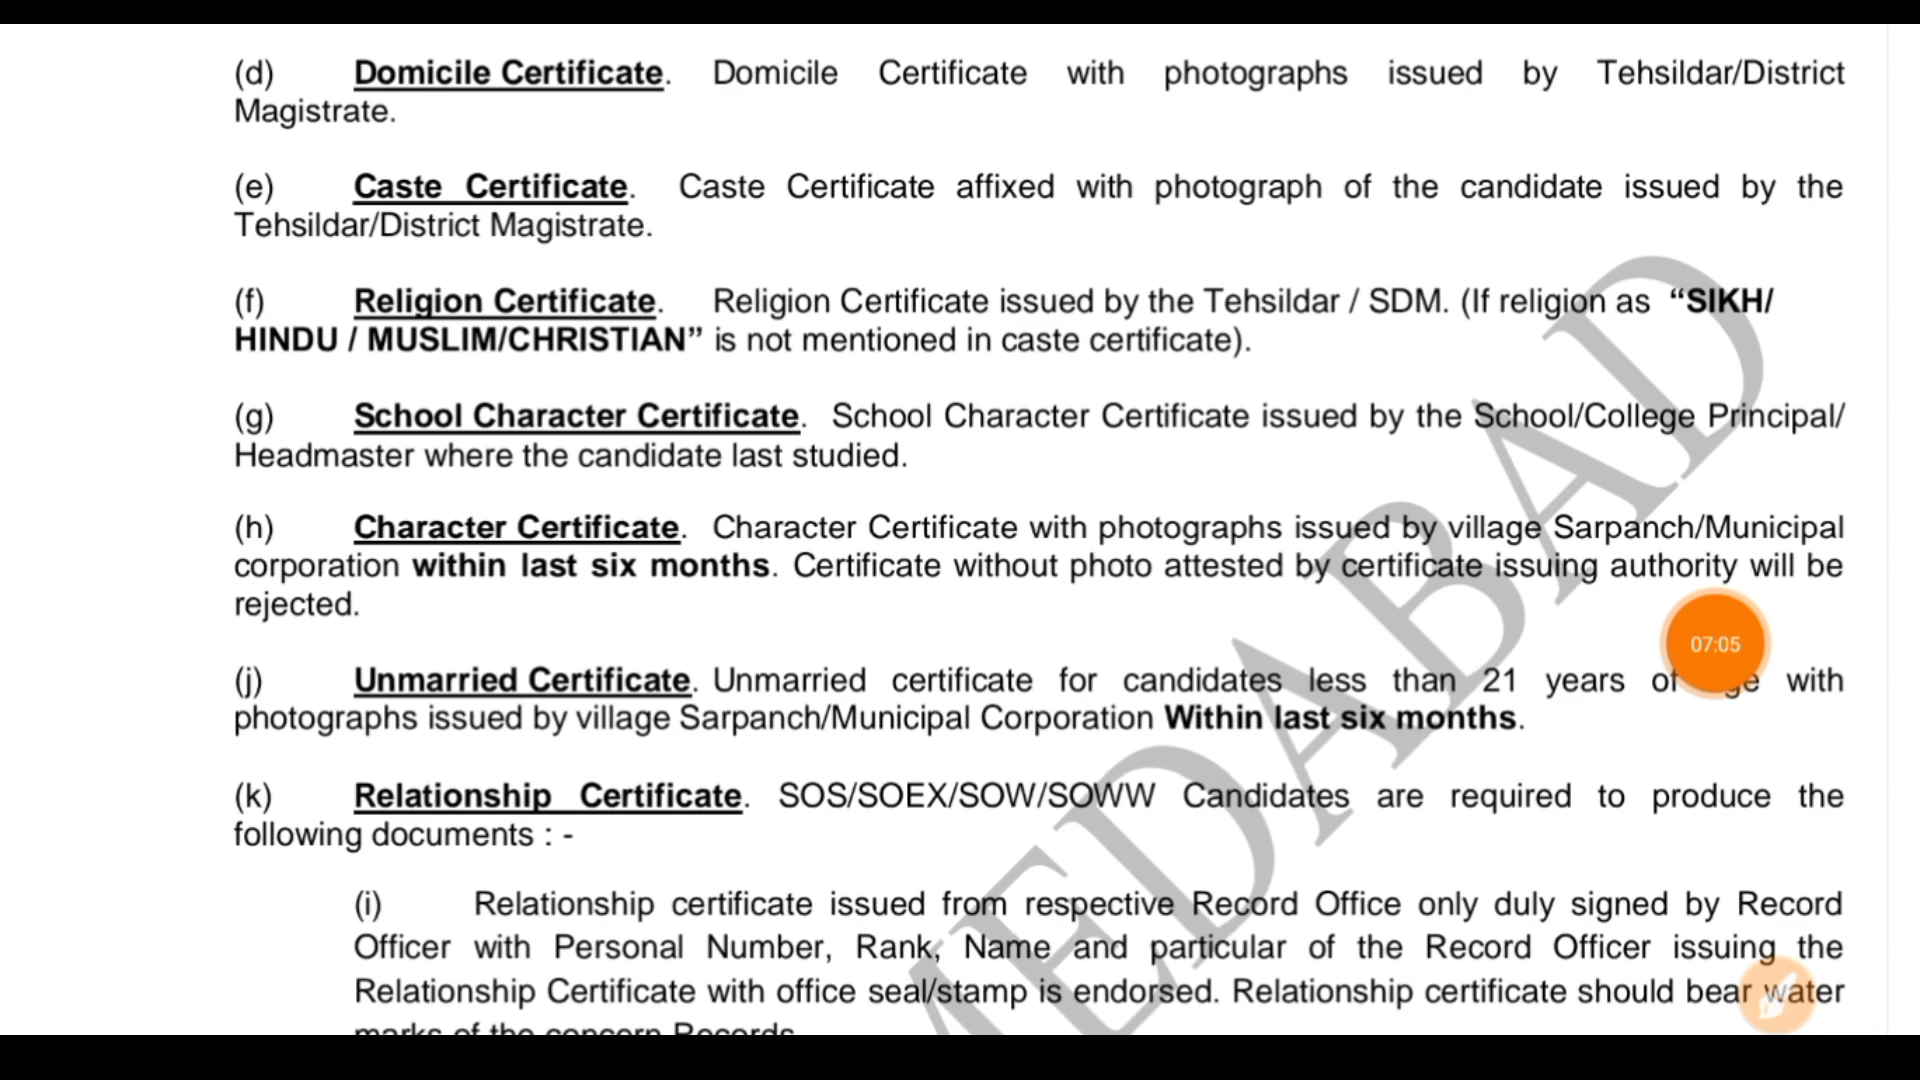 (d) Domicile Certificate. Domicile Certificate with photographs issued by Tehsildar/District
Magistrate.
(e) Caste Certificate. Caste Certificate affixed with photograph of the candidate issued by the
Tehsildar/District Magistrate.
(f) Religion Certificate. Religion Certificate issued by the Tehsildar / SDM. (If religion as “SIKH/
HINDU / MUSLIM/CHRISTIAN” is not mentioned in caste certificate).
(g) School Character Certificate. School Character Certificate issued by the School/College Principal/
Headmaster where the candidate last studied.
(h) Character Certificate. Character Certificate with photographs issued by village Sarpanch/Municipal
corporation within last six months. Certificate without photo attested by certificate issuing authority will be
rejected.
07:05
(j) Unmarried Certificate. Unmarried certificate for candidates less than 21 years with
photographs issued by village Sarpanch/Municipal Corporation Within last six months.
(k) Relationship Certificate. SOS/SOEX/SOW/SOWW Candidates are required to produce the
following documents : -
(i) Relationship certificate issued from respective Record Office only duly signed by Record
Officer with Personal Number, Rank, Name and particular of the Record Officer issuing the
Relationship Certificate with office seal/stamp is endorsed. Relationship certificate should bear water
marks of the concern Records.
MEDABAD